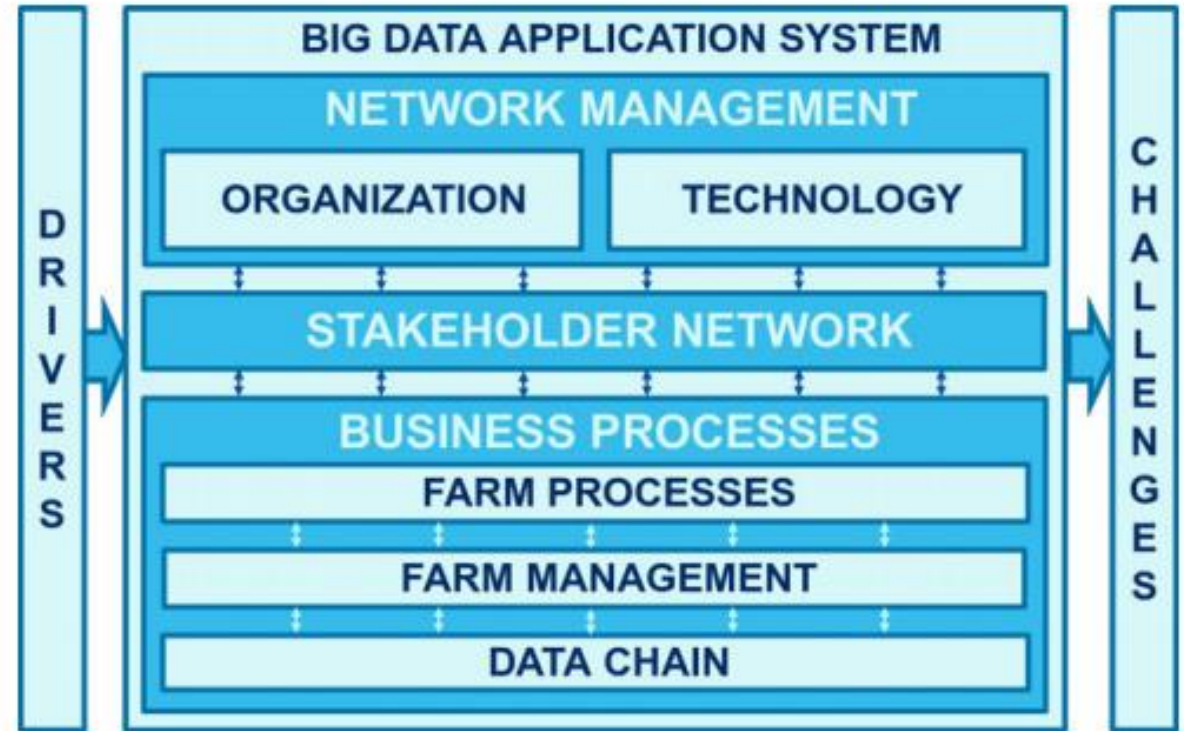 DRIVERS
BIG DATA APPLICATION SYSTEM
NETWORK MANAGEMENT
ORGANIZATION
TECHNOLOGY
STAKEHOLDER NETWORK
BUSINESS PROCESSES
FARM PROCESSES
FARM MANAGEMENT
DATA CHAIN
CHALLENGES